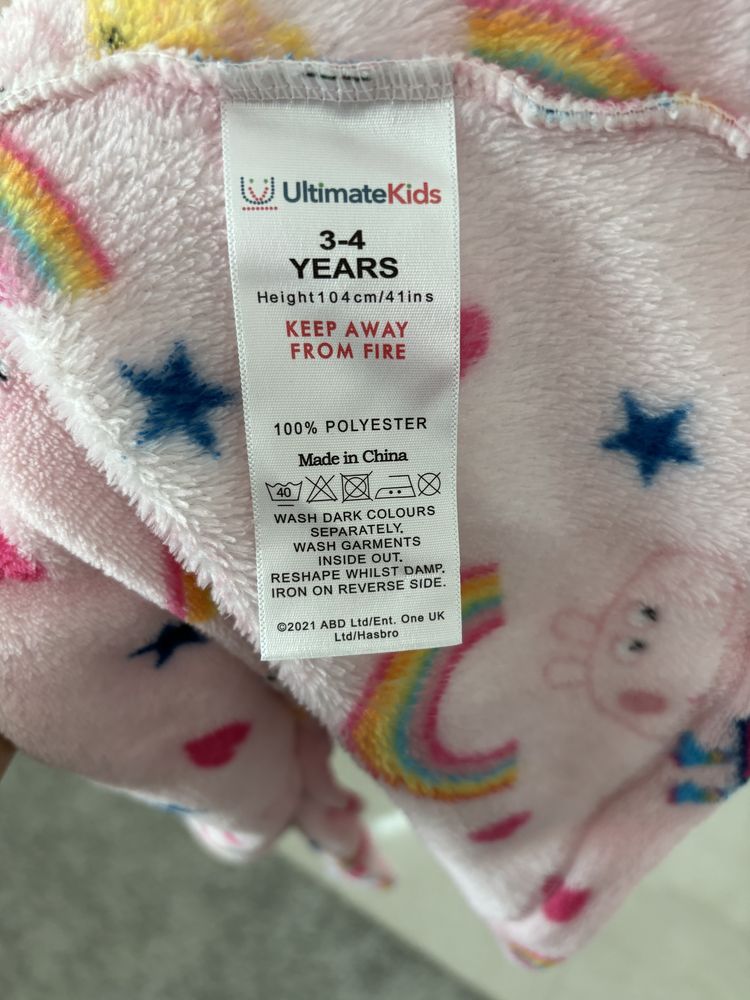 UltimateKids
3-4
YEARS
Height104cm/41ins
KEEP AWAY
FROM FIRE
100% POLYESTER
Made in China
40
WASH DARK COLOURS
SEPARATELY.
WASH GARMENTS
INSIDE OUT.
RESHAPE WHILST DAMP.
IRON ON REVERSE SIDE.
©2021 ABD Ltd/Ent. One UK
Ltd/Hasbro